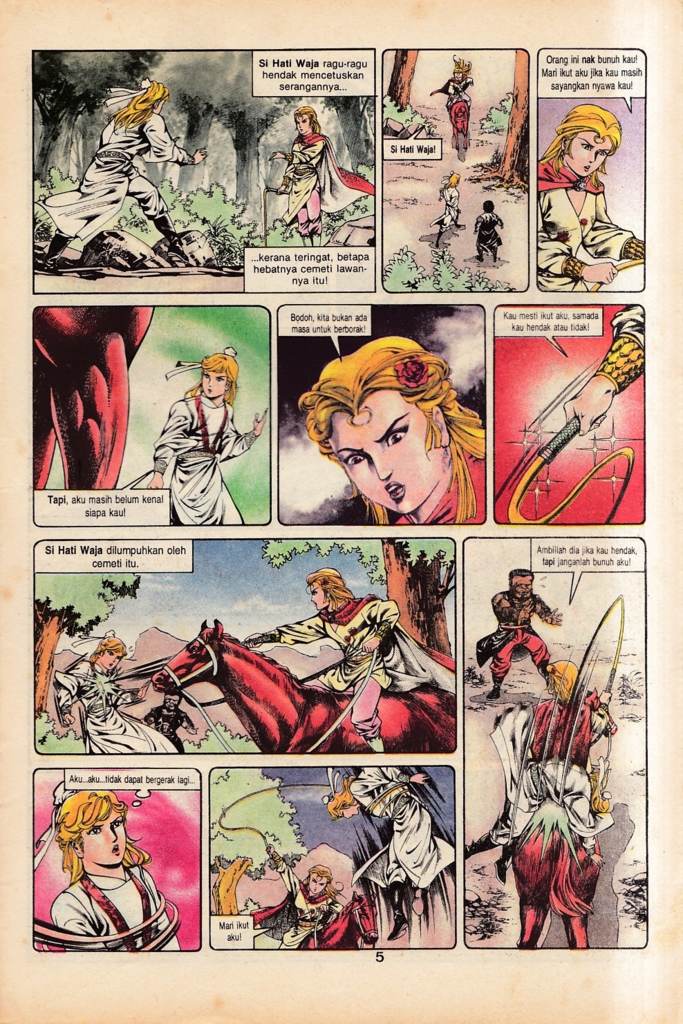 Si Hati Waja ragu-ragu
hendak mencetuskan
serangannya...
...kerana teringat, betapa
hebatnya cemeti lawan-
nya itu!
Si Hati Waja!
Orang ini nak bunuh kau!
Mari ikut aku jika kau masih
sayangkan nyawa kau!
Tapi, aku masih belum kenal
siapa kau!
Bodoh, kita bukan ada
masa untuk berborak!
Kau mesti ikut aku, samada
kau hendak atau tidak!
Si Hati Waja dilumpuhkan oleh
cemeti itu.
Ambillah dia jika kau hendak,
tapi janganlah bunuh aku!
Aku...aku...tidak dapat bergerak lagi...
Mari ikut
aku!
5